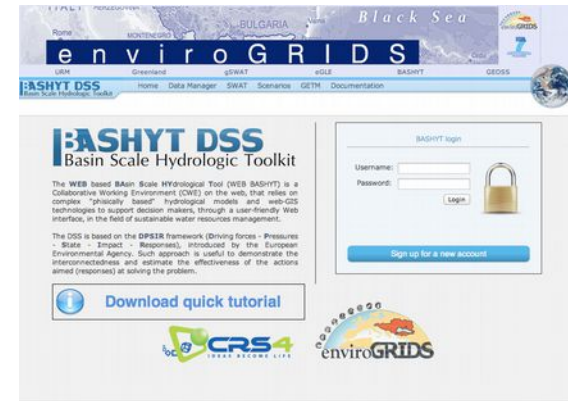 ITALY HERZEGOVINA
BULGARIA
Black Sea
Rome
MONTENEGRO
enviroGRIDS
enviroGRIDS
URM Greenland gSWAT eGLE BASHYT GEOSS
BASHYT DSS
Basin Scale Hydrologic Toolkit
Home Data Manager SWAT Scenarios GETM Documentation
BASHYT DSS
Basin Scale Hydrologic Toolkit
The WEB based BAsin Scale HYdrological Tool (WEB BASHYT) is a
Collaborative Working Environment (CWE) on the web, that relies on
complex "phisically based" hydrological models and web-GIS
technologies to support decision makers, through a user-friendly Web
interface, in the field of sustainable water resources management.
The DSS is based on the DPSIR framework (Driving forces - Pressures
- State - Impact - Responses), introduced by the European
Environmental Agency. Such approach is useful to demonstrate the
interconnectedness and estimate the effectiveness of the actions
aimed (responses) at solving the problem.
BASHYT login
Username:
Password:
Login
Sign up for a new account
Download quick tutorial
CRS4
IDEAS BECOME LIFE
enviroGRIDS